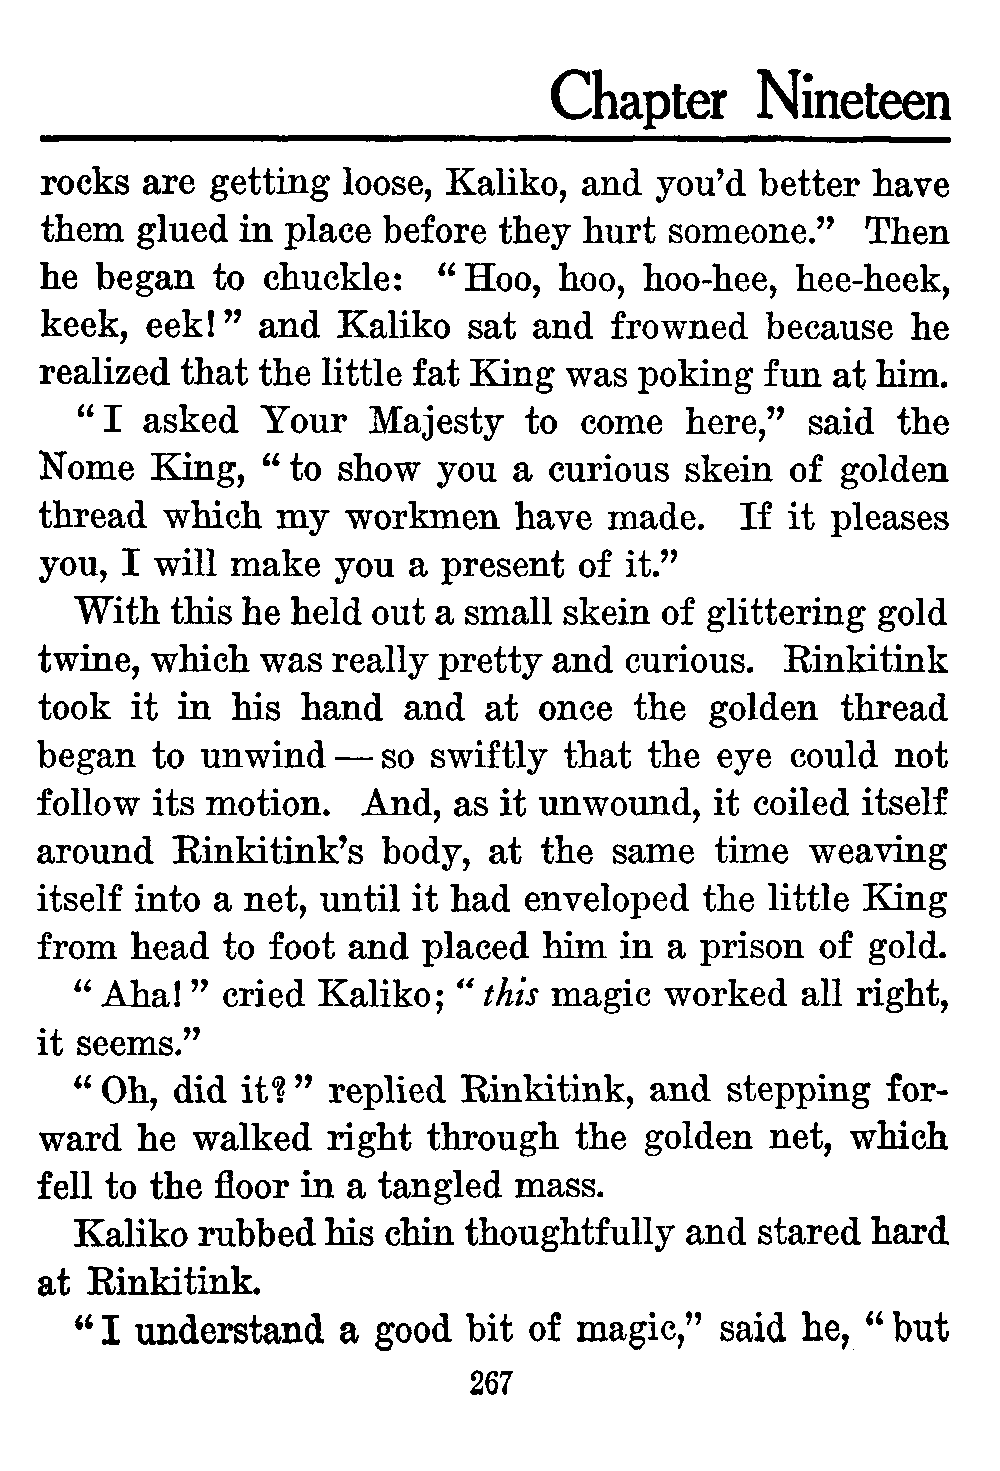 Chapter Nineteen
rocks are getting loose, Kaliko, and you'd better have
them glued in place before they hurt someone." Then
he began to chuckle: "Hoo, hoo, hoo-hee, hee-heek,
keek, eek!" and Kaliko sat and frowned because he
realized that the little fat King was poking fun at him.
"I asked Your Majesty to come here," said the
Nome King, "to show you a curious skein of golden
thread which my workmen have made. If it pleases
you, I will make you a present of it."
With this he held out a small skein of glittering gold
twine, which was really pretty and curious. Rinkitink
took it in his hand and at once the golden thread
began to unwind — so swiftly that the eye could not
follow its motion. And, as it unwound, it coiled itself
around Rinkitink's body, at the same time weaving
itself into a net, until it had enveloped the little King
from head to foot and placed him in a prison of gold.
"Aha!" cried Kaliko; "this magic worked all right,
it seems."
"Oh, did it?" replied Rinkitink, and stepping for-
ward he walked right through the golden net, which
fell to the floor in a tangled mass.
Kaliko rubbed his chin thoughtfully and stared hard
at Rinkitink.
"I understand a good bit of magic," said he, "but
267